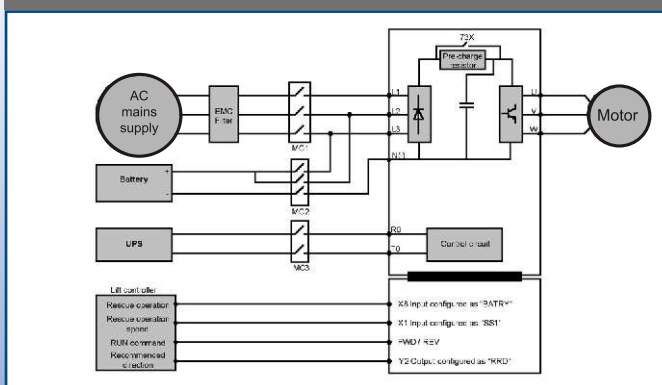 73X
Pre-charge
resistor
AC
mains
supply
EMC
Filter
L1
L2
L3
N(-)
U
V
W
Motor
MC1
Battery
+
-
MC2
UPS
R0
T0
Control circuit
MC3
Lift controller
Rescue operation
Rescue operation
speed
RUN command
Recommended
direction
X8 Input configured as "BATRY"
X1 Input configured as "SS1"
FWD / REV
Y2 Output configured as "RRD"